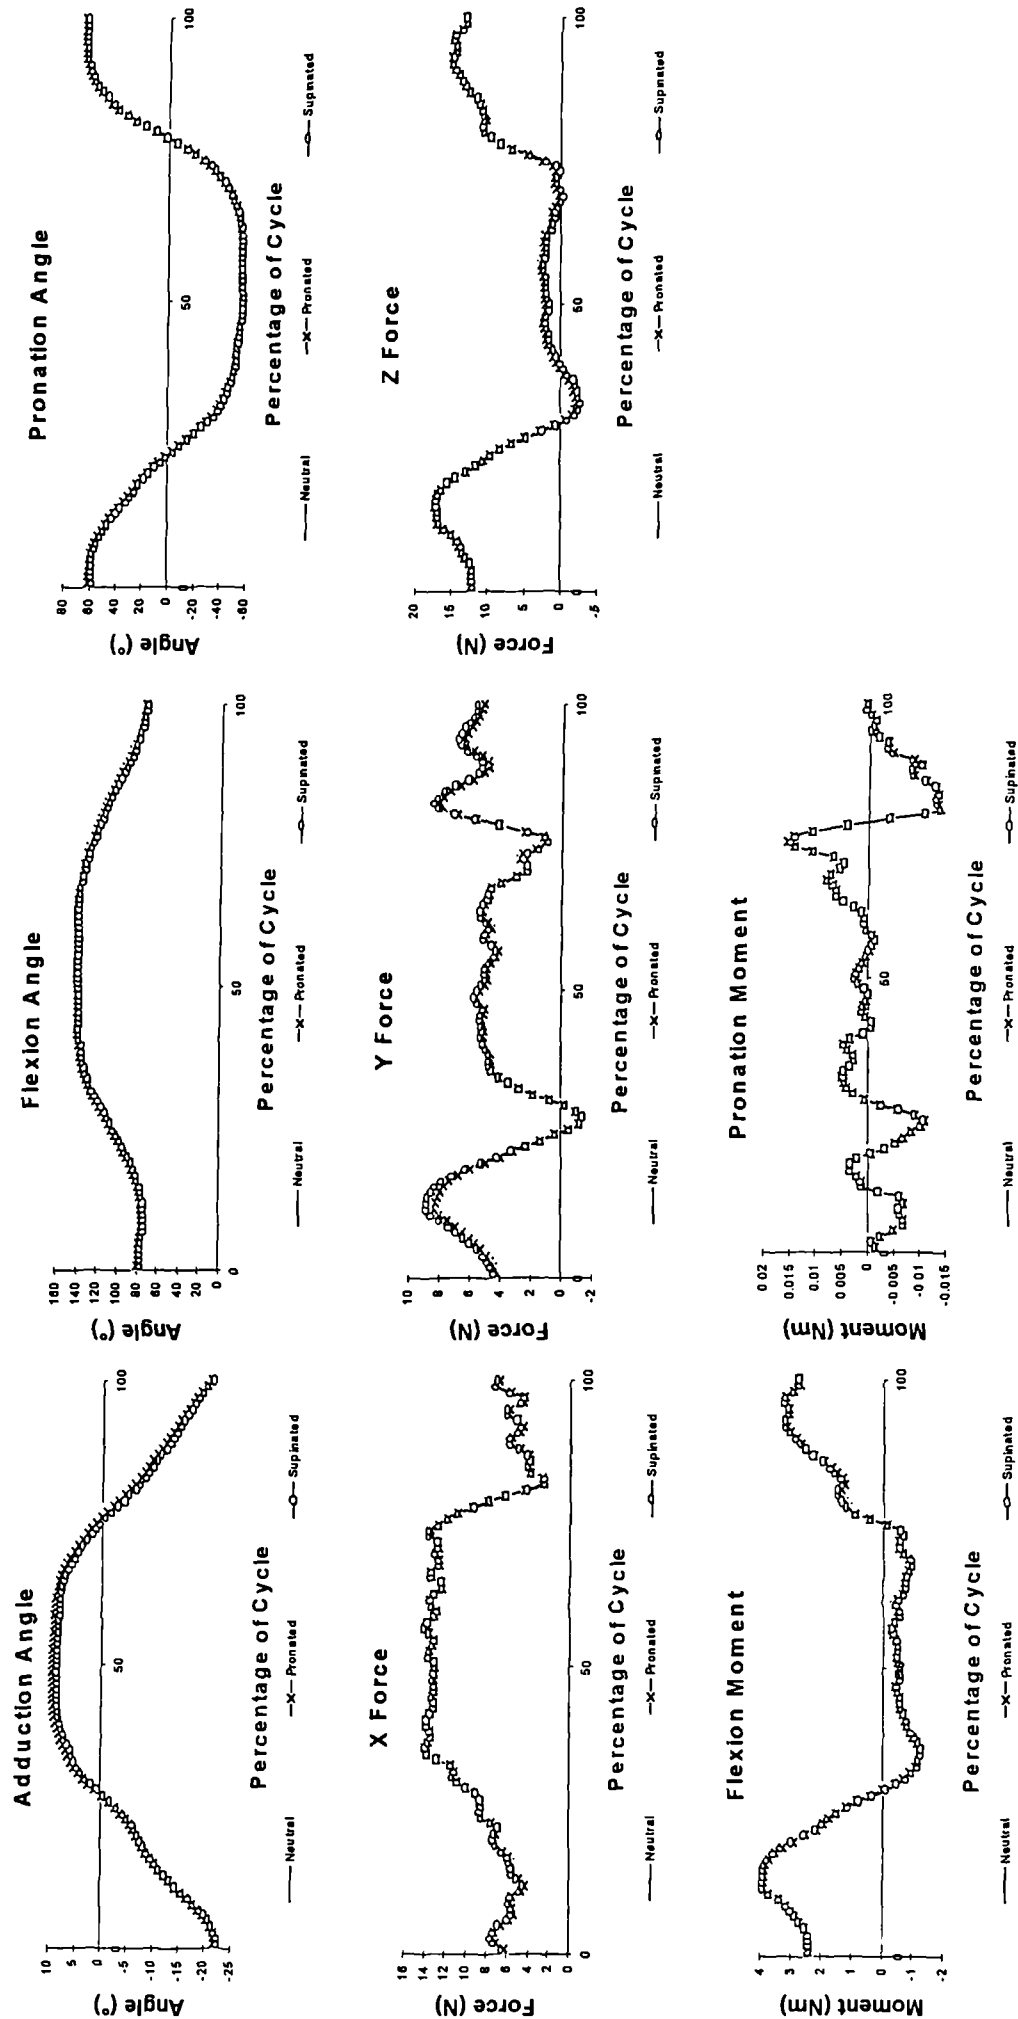 Adduction Angle
10
5
0
-5
-10
-15
-20
-25
Angle (°)
0
50
100
Percentage of Cycle
Neutral
Pronated
Supinated
Flexion Angle
160
140
120
100
80
60
40
20
0
Angle (°)
0
50
100
Percentage of Cycle
Neutral
Pronated
Supinated
Pronation Angle
80
60
40
20
0
-20
-40
-60
Angle (°)
0
50
100
Percentage of Cycle
Neutral
Pronated
Supinated
X Force
16
14
12
10
8
6
4
2
0
Force (N)
0
50
100
Percentage of Cycle
Neutral
Pronated
Supinated
Y Force
10
8
6
4
2
0
-2
Force (N)
0
50
100
Percentage of Cycle
Neutral
Pronated
Supinated
Z Force
20
15
10
5
0
-5
Force (N)
0
50
100
Percentage of Cycle
Neutral
Pronated
Supinated
Flexion Moment
4
3
2
1
0
-1
-2
Moment (Nm)
0
50
100
Percentage of Cycle
Neutral
Pronated
Supinated
Pronation Moment
0.02
0.015
0.01
0.005
0
-0.005
-0.01
-0.015
Moment (Nm)
0
50
100
Percentage of Cycle
Neutral
Pronated
Supinated